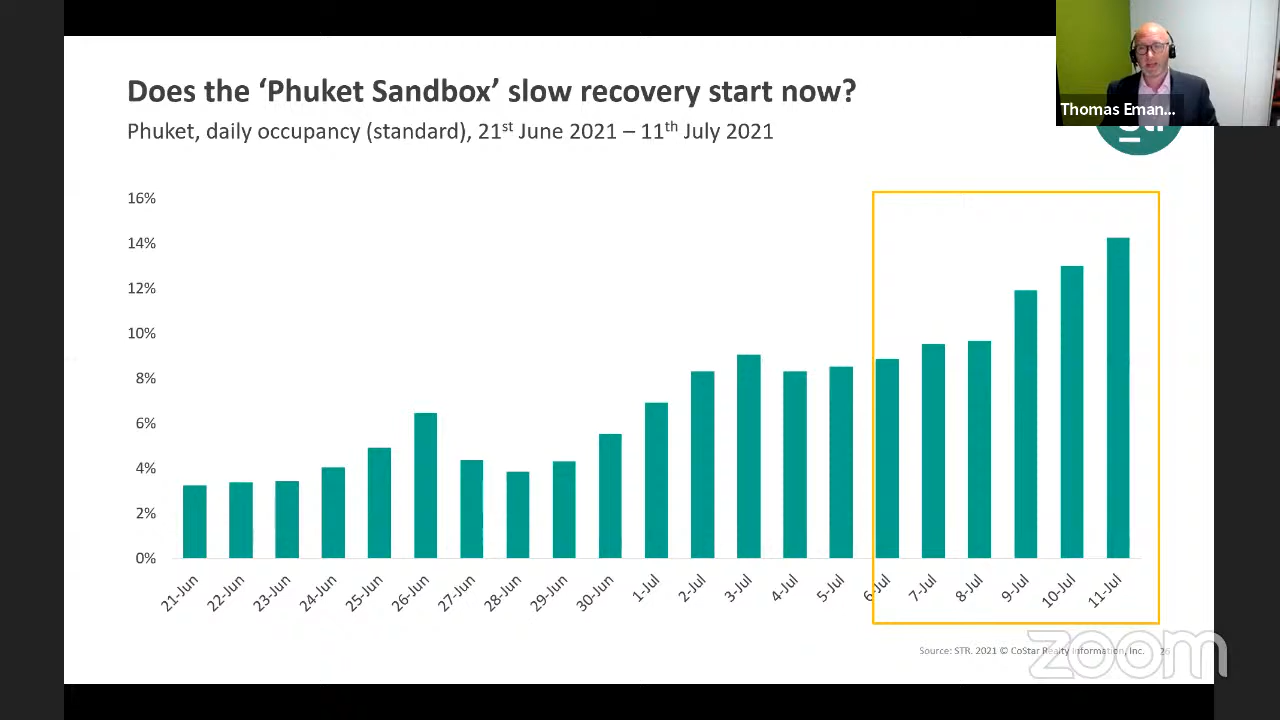 Does the ‘Phuket Sandbox’ slow recovery start now?
Phuket, daily occupancy (standard), 21st June 2021 – 11th July 2021
Thomas Eman...
16%
14%
12%
10%
8%
6%
4%
2%
0%
21-Jun 22-Jun 23-Jun 24-Jun 25-Jun 26-Jun 27-Jun 28-Jun 29-Jun 30-Jun 1-Jul 2-Jul 3-Jul 4-Jul 5-Jul 6-Jul 7-Jul 8-Jul 9-Jul 10-Jul 11-Jul
Source: STR. 2021 © CoStar Realty Information, Inc. 26
zoom